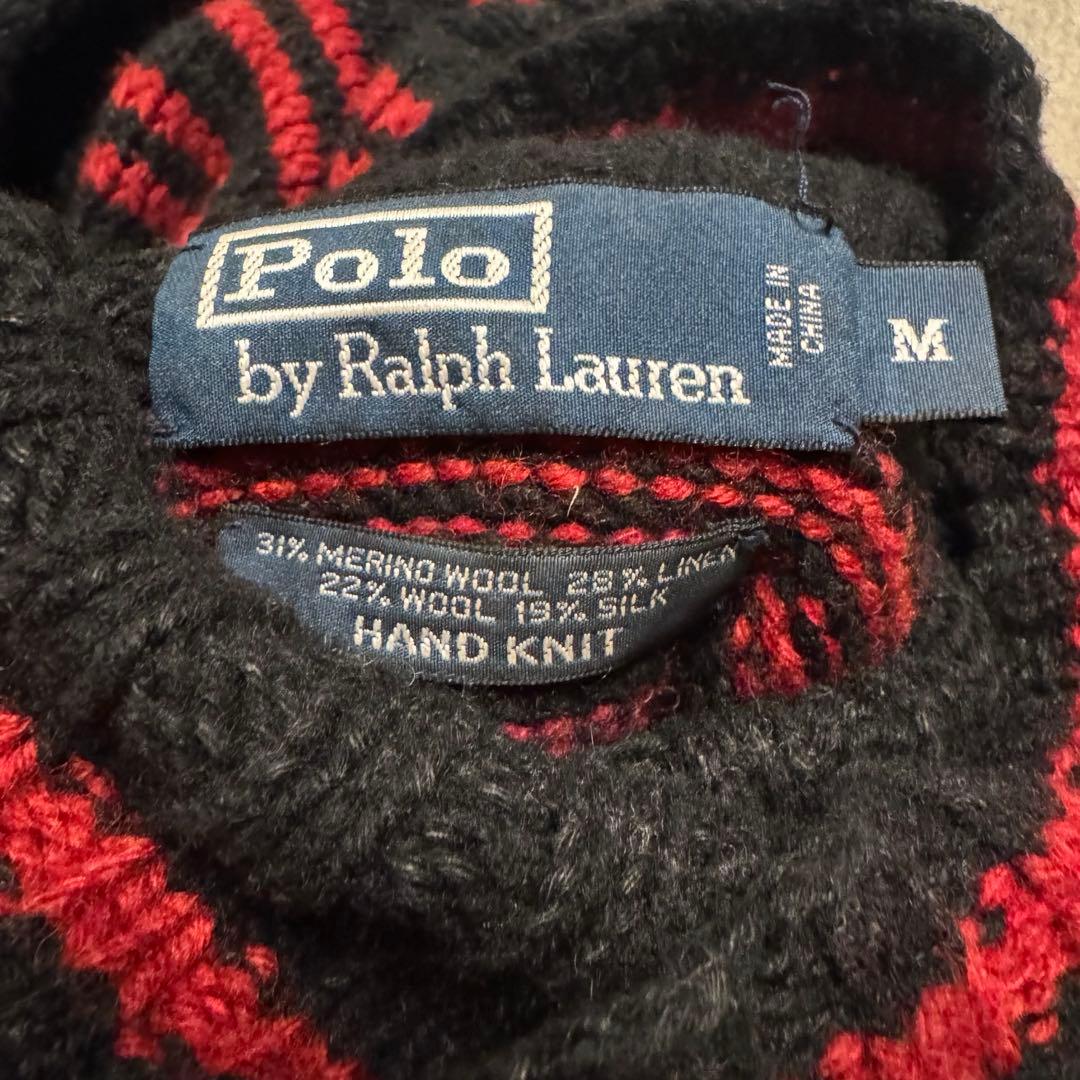 Polo
by Ralph Lauren
MADE IN
CHINA
M
31% MERINO WOOL 28% LINEN
22% WOOL 19% SILK
HAND KNIT